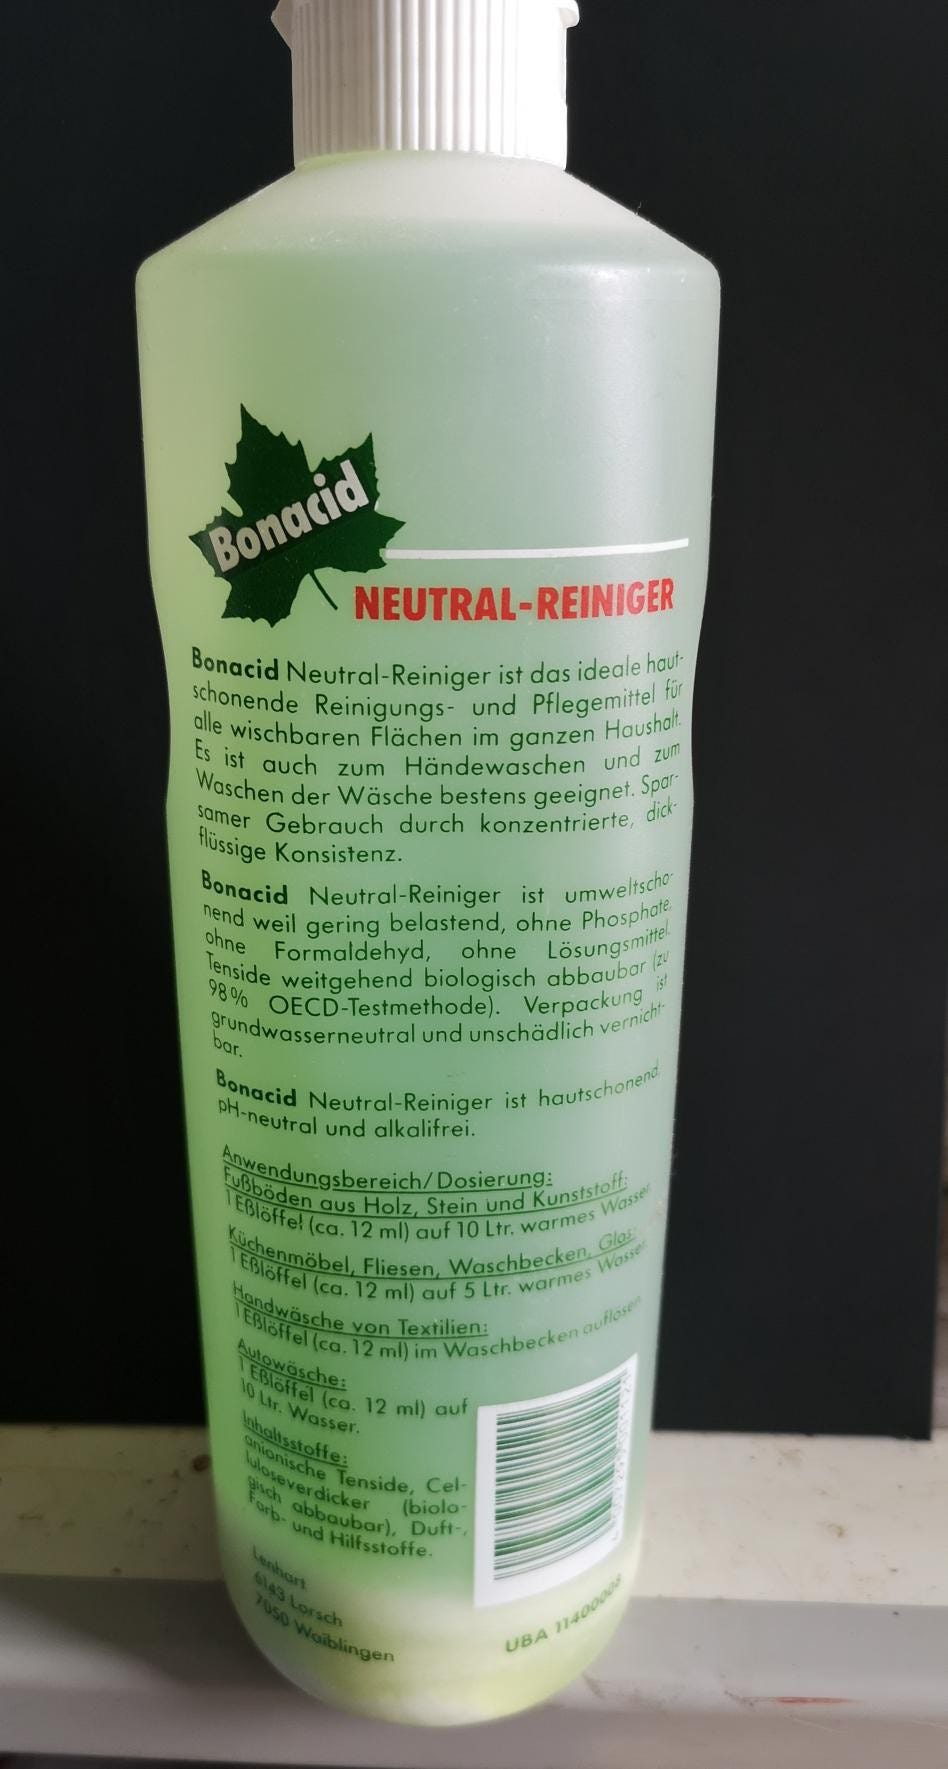 Bonacid
NEUTRAL-REINIGER
Bonacid Neutral-Reiniger ist das ideale haut-
schonende Reinigungs- und Pflegemittel für
alle wischbaren Flächen im ganzen Haushalt.
Es ist auch zum Händewaschen und zum
Waschen der Wäsche bestens geeignet. Spar-
samer Gebrauch durch konzentrierte, dick-
flüssige Konsistenz.
Bonacid Neutral-Reiniger ist umweltscho-
nend weil gering belastend, ohne Phosphate,
ohne Formaldehyd, ohne Lösungsmittel.
Tenside weitgehend biologisch abbaubar (zu
98% OECD-Testmethode). Verpackung ist
grundwasserneutral und unschädlich vernicht-
bar.
Bonacid Neutral-Reiniger ist hautschonend,
pH-neutral und alkalifrei.
Anwendungsbereich/Dosierung:
Fußböden aus Holz, Stein und Kunststoff:
1 Eßlöffel (ca. 12 ml) auf 10 Ltr. warmes Wasser
Küchenmöbel, Fliesen, Waschbecken, Glas:
1 Eßlöffel (ca. 12 ml) auf 5 Ltr. warmes Wasser
Handwäsche von Textilien:
1 Eßlöffel (ca. 12 ml) im Waschbecken auflösen
Autowäsche:
1 Eßlöffel (ca. 12 ml) auf
10 Ltr. Wasser.
Inhaltsstoffe:
anionische Tenside, Cel-
luloseverdicker (biolo-
gisch abbaubar), Duft-,
Farb- und Hilfsstoffe.
Lenhart
6143 Lorsch
7050 Waiblingen
UBA 11400008